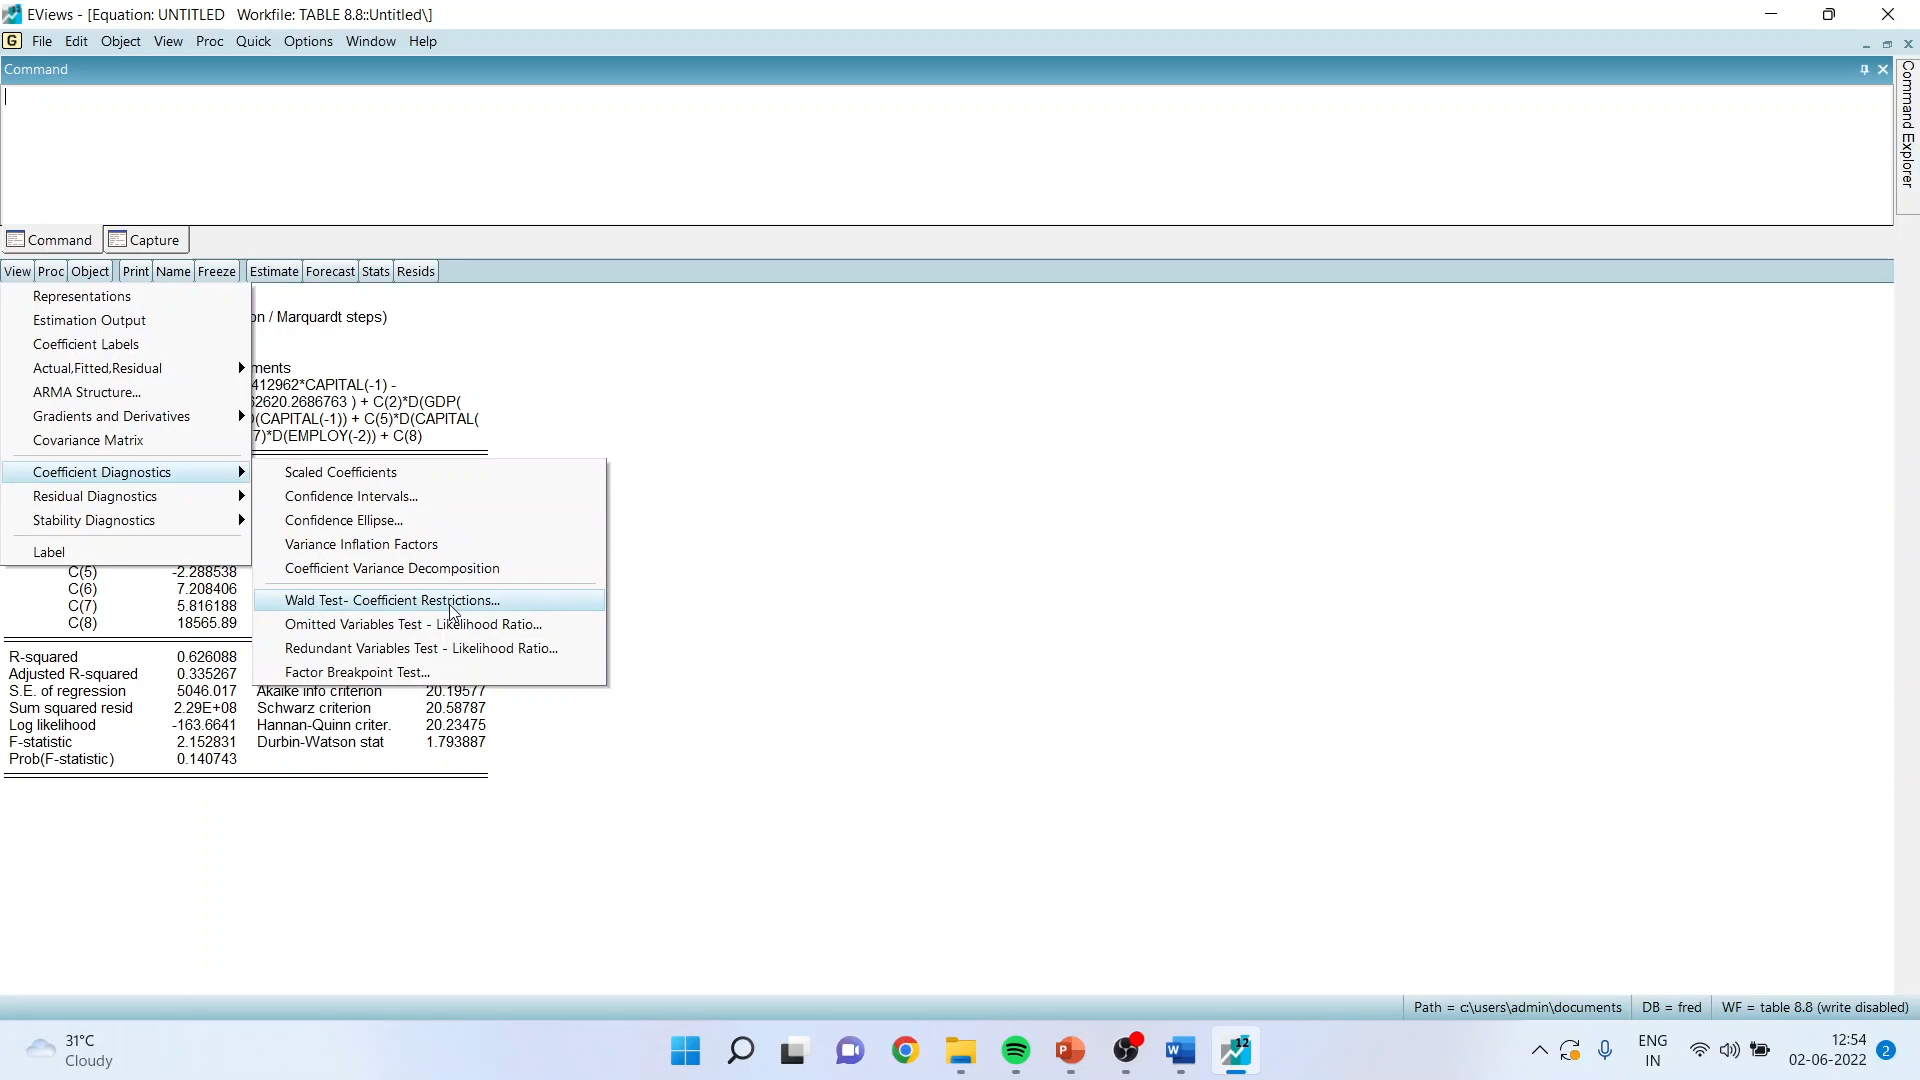 EViews - [Equation: UNTITLED   Workfile: TABLE 8.8::Untitled\]
File Edit Object View Proc Quick Options Window Help
Command
Command Explorer
Command Capture
View Proc Object Print Name Freeze Estimate Forecast Stats Resids
Representations
Estimation Output
Coefficient Labels
Actual,Fitted,Residual
ARMA Structure...
Gradients and Derivatives
Covariance Matrix
Coefficient Diagnostics
Residual Diagnostics
Stability Diagnostics
Label
on / Marquardt steps)
ments
412962*CAPITAL(-1) -
62620.2686763 ) + C(2)*D(GDP(
(CAPITAL(-1)) + C(5)*D(CAPITAL(
7)*D(EMPLOY(-2)) + C(8)
Scaled Coefficients
Confidence Intervals...
Confidence Ellipse...
Variance Inflation Factors
Coefficient Variance Decomposition
Wald Test- Coefficient Restrictions...
Omitted Variables Test - Likelihood Ratio...
Redundant Variables Test - Likelihood Ratio...
Factor Breakpoint Test...
C(5) -2.288538
C(6) 7.208406
C(7) 5.816188
C(8) 18565.89
R-squared 0.626088
Adjusted R-squared 0.335267
S.E. of regression 5046.017 Akaike info criterion 20.19577
Sum squared resid 2.29E+08 Schwarz criterion 20.58787
Log likelihood -163.6641 Hannan-Quinn criter. 20.23475
F-statistic 2.152831 Durbin-Watson stat 1.793887
Prob(F-statistic) 0.140743
Path = c:\users\admin\documents DB = fred WF = table 8.8 (write disabled)
31°C
Cloudy
12
ENG
IN
12:54
02-06-2022
2